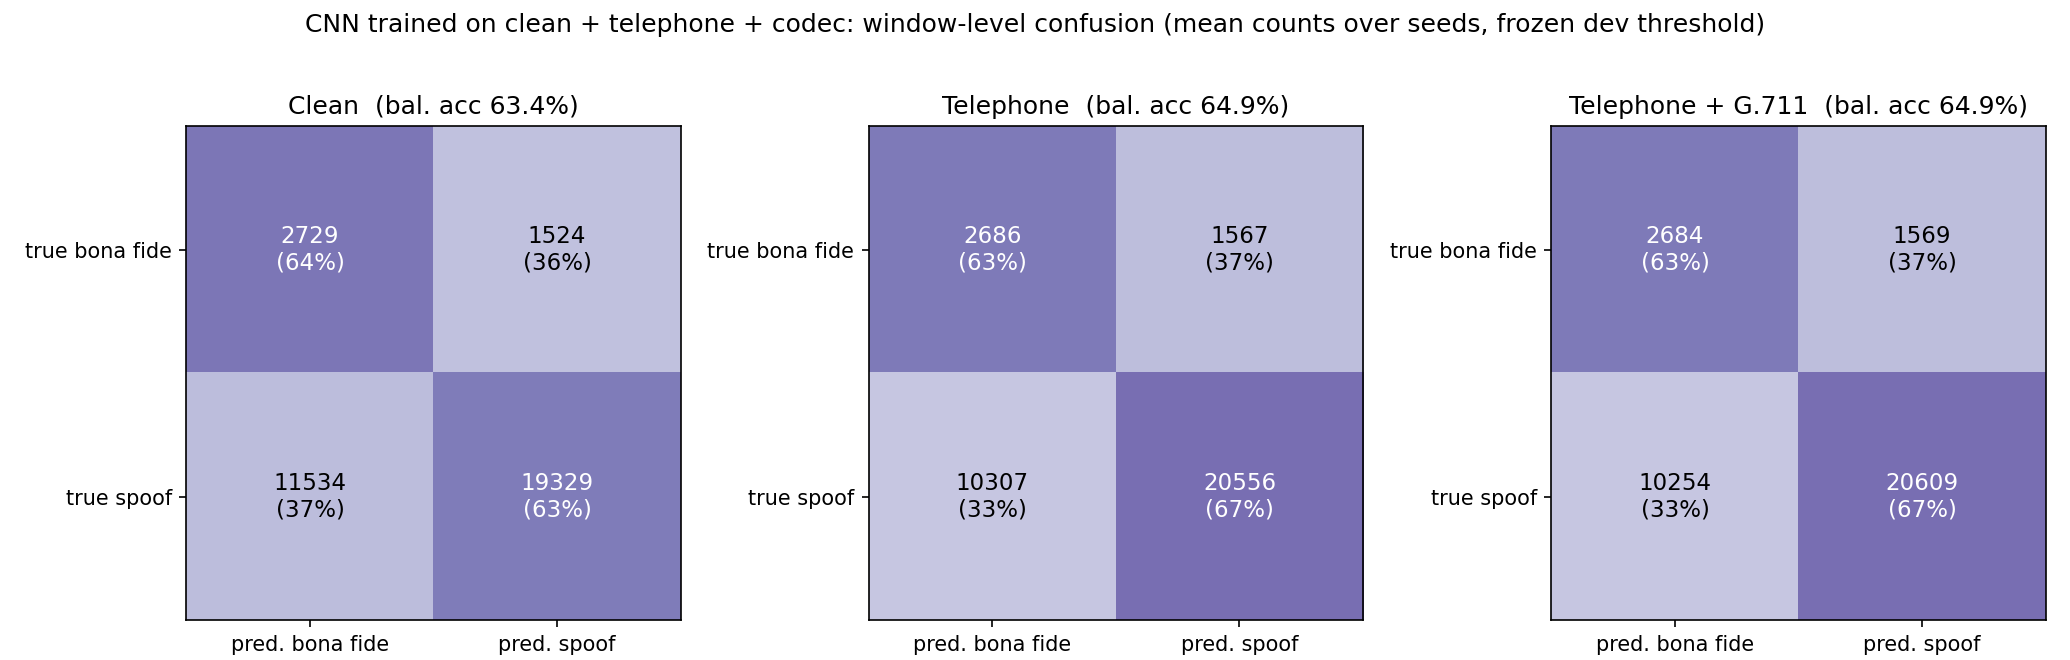 CNN trained on clean + telephone + codec: window-level confusion (mean counts over seeds, frozen dev threshold)
Clean  (bal. acc 63.4%)
true bona fide
2729
(64%)
1524
(36%)
true spoof
11534
(37%)
19329
(63%)
pred. bona fide
pred. spoof
Telephone  (bal. acc 64.9%)
true bona fide
2686
(63%)
1567
(37%)
true spoof
10307
(33%)
20556
(67%)
pred. bona fide
pred. spoof
Telephone + G.711  (bal. acc 64.9%)
true bona fide
2684
(63%)
1569
(37%)
true spoof
10254
(33%)
20609
(67%)
pred. bona fide
pred. spoof